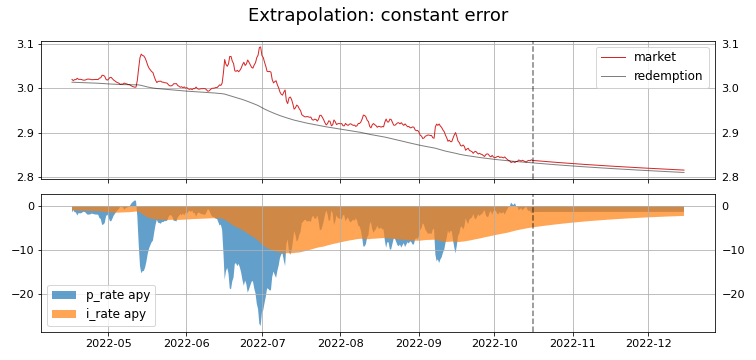 Extrapolation: constant error
3.1
3.0
2.9
2.8
3.1
3.0
2.9
2.8
market
redemption
0
−10
−20
0
−10
−20
p_rate apy
i_rate apy
2022-05 2022-06 2022-07 2022-08 2022-09 2022-10 2022-11 2022-12